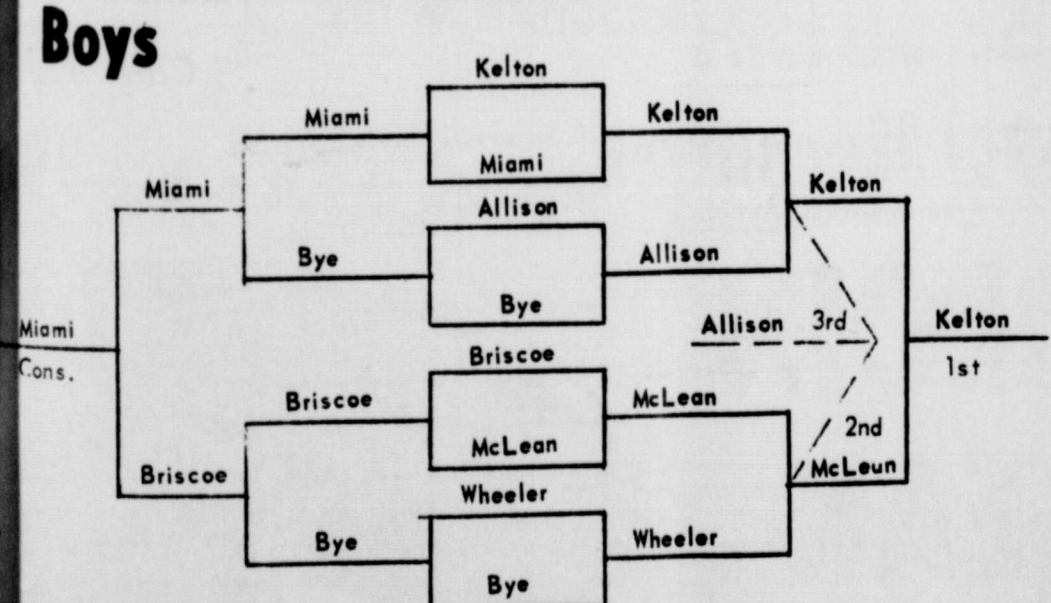 Boys
Kelton
Miami
Kelton
Miami
Miami
Kelton
Allison
Bye
Allison
Bye
Miami
Cons.
Allison 3rd
Kelton
1st
Briscoe
Briscoe
McLean
McLean
2nd
Briscoe
McLeun
Wheeler
Bye
Wheeler
Bye